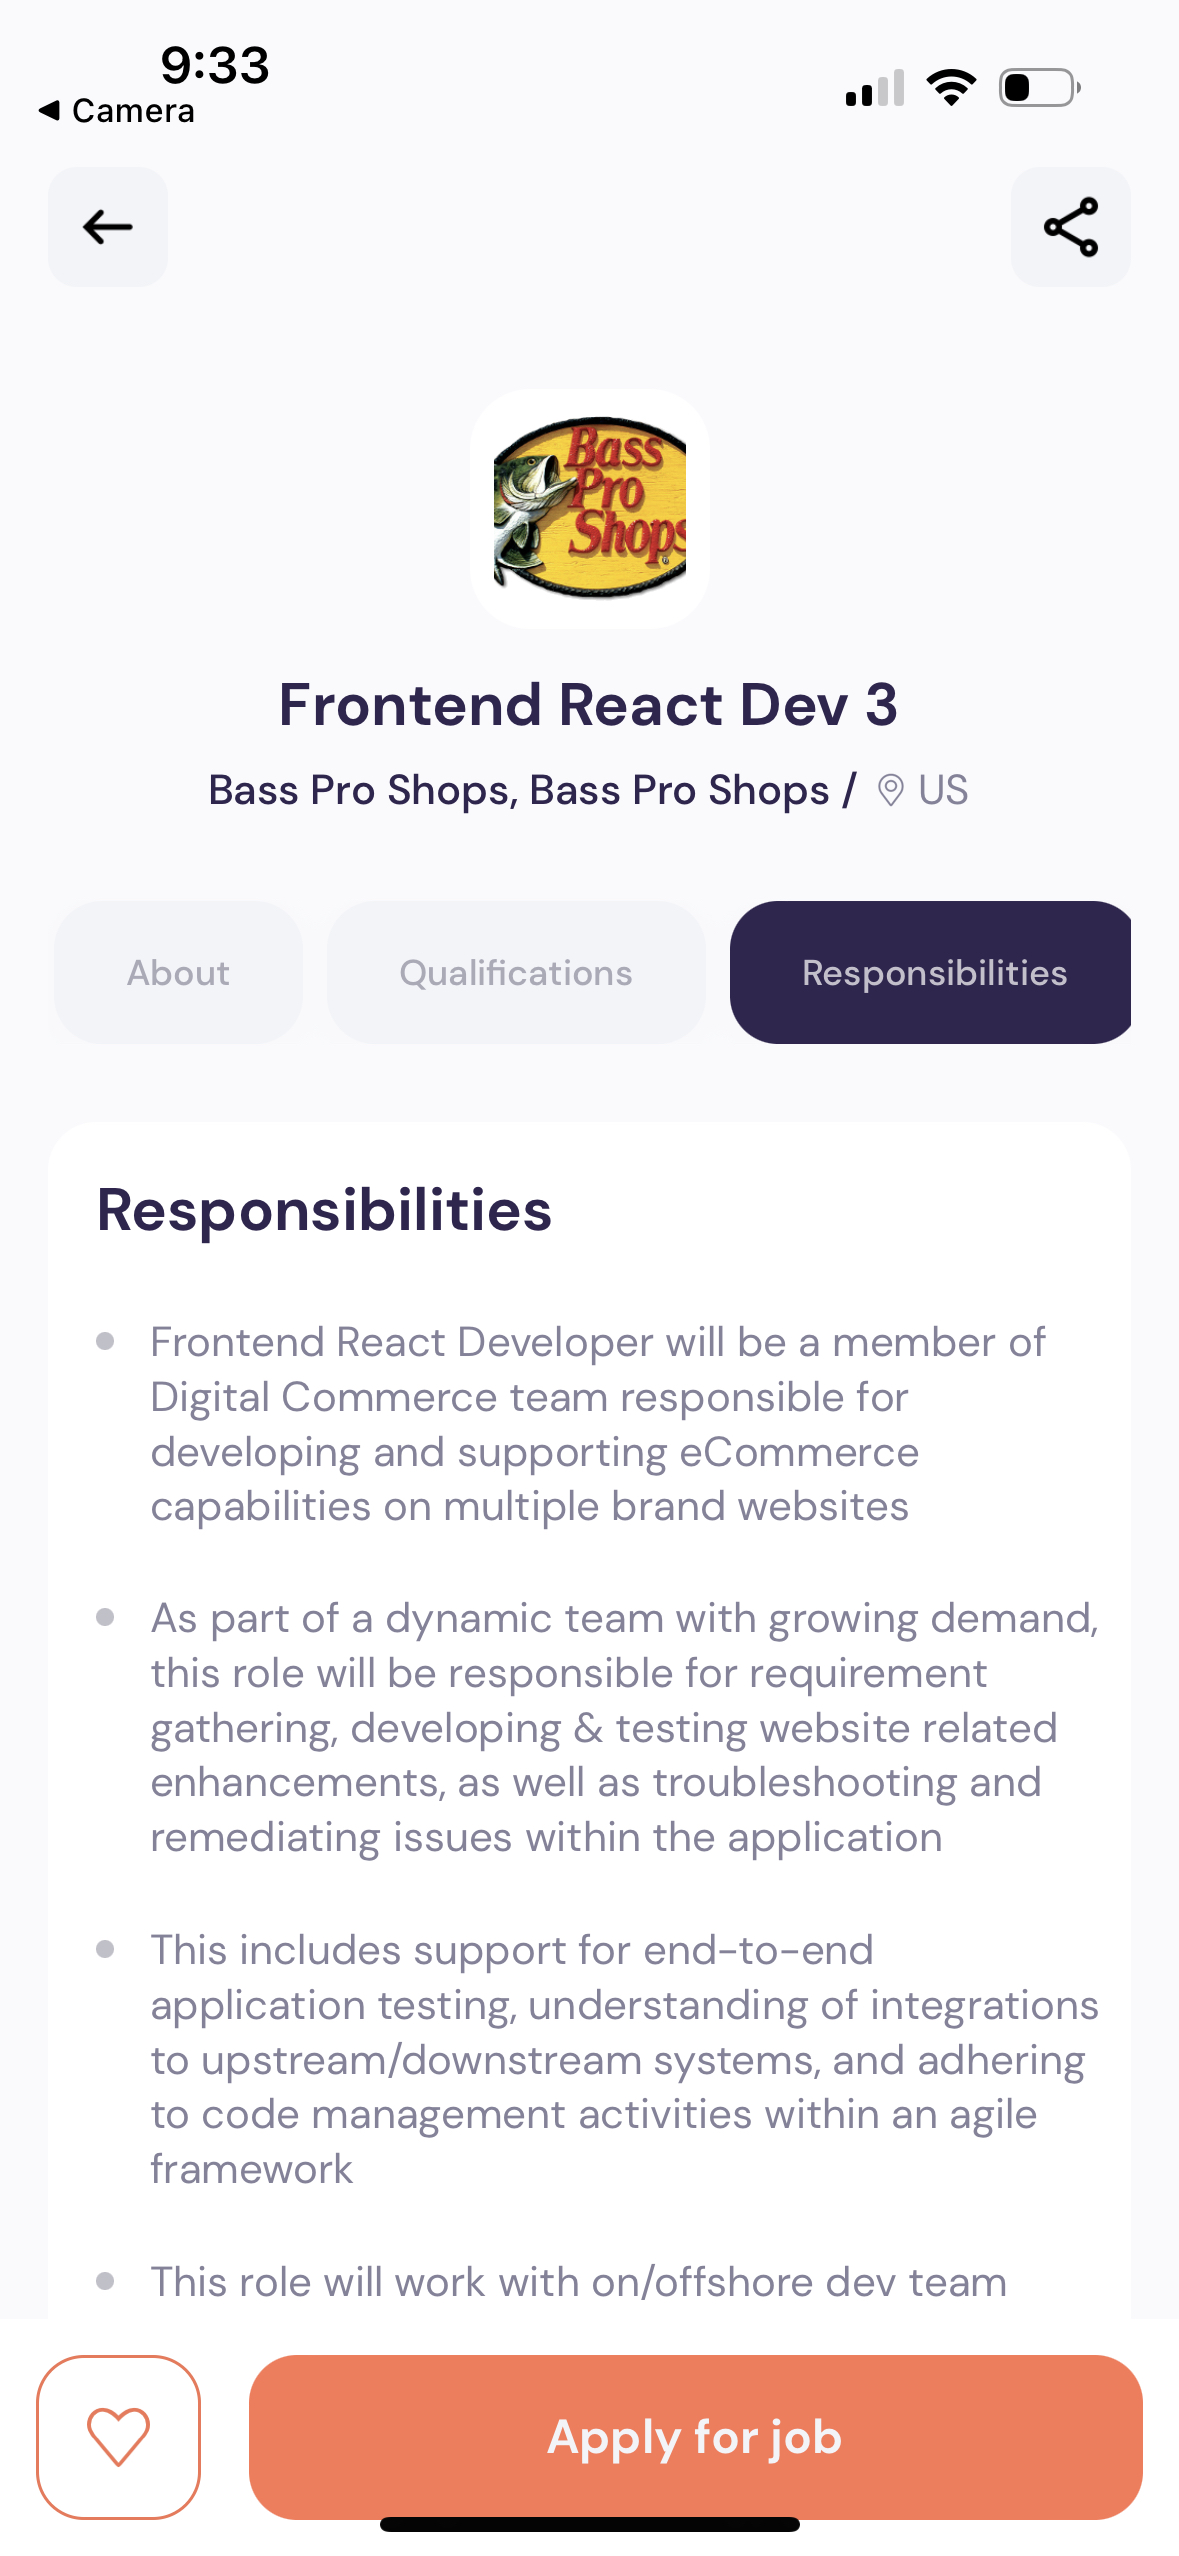 9:33
Camera
Bass
Pro
Shops
Frontend React Dev 3
Bass Pro Shops, Bass Pro Shops / US
About
Qualifications
Responsibilities
Responsibilities
Frontend React Developer will be a member of
Digital Commerce team responsible for
developing and supporting eCommerce
capabilities on multiple brand websites
As part of a dynamic team with growing demand,
this role will be responsible for requirement
gathering, developing & testing website related
enhancements, as well as troubleshooting and
remediating issues within the application
This includes support for end-to-end
application testing, understanding of integrations
to upstream/downstream systems, and adhering
to code management activities within an agile
framework
This role will work with on/offshore dev team
Apply for job